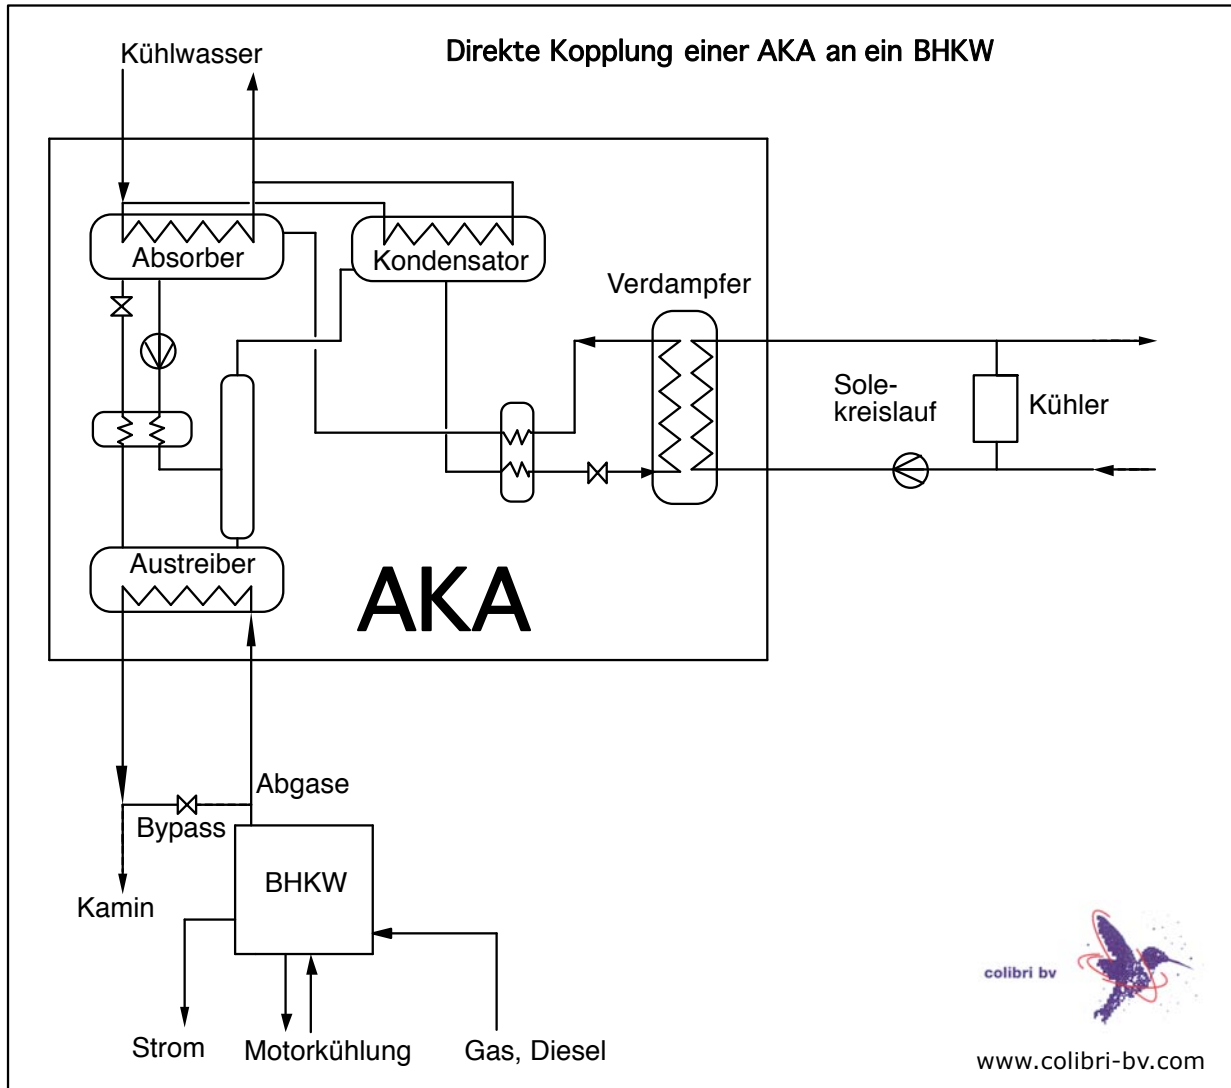 Direkte Kopplung einer AKA an ein BHKW
Kühlwasser
Absorber
Kondensator
Verdampfer
Sole-
kreislauf
Kühler
Austreiber
AKA
Abgase
Bypass
BHKW
Kamin
Strom
Motorkühlung
Gas, Diesel
colibri bv
www.colibri-bv.com